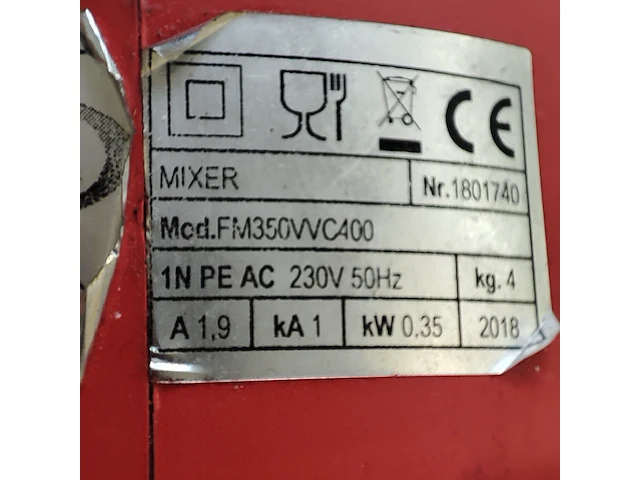 CE
MIXER Nr.1801740
Mod.FM350VVC400
1N PE AC 230V 50Hz kg. 4
A 1,9 kA 1 kW 0.35 2018